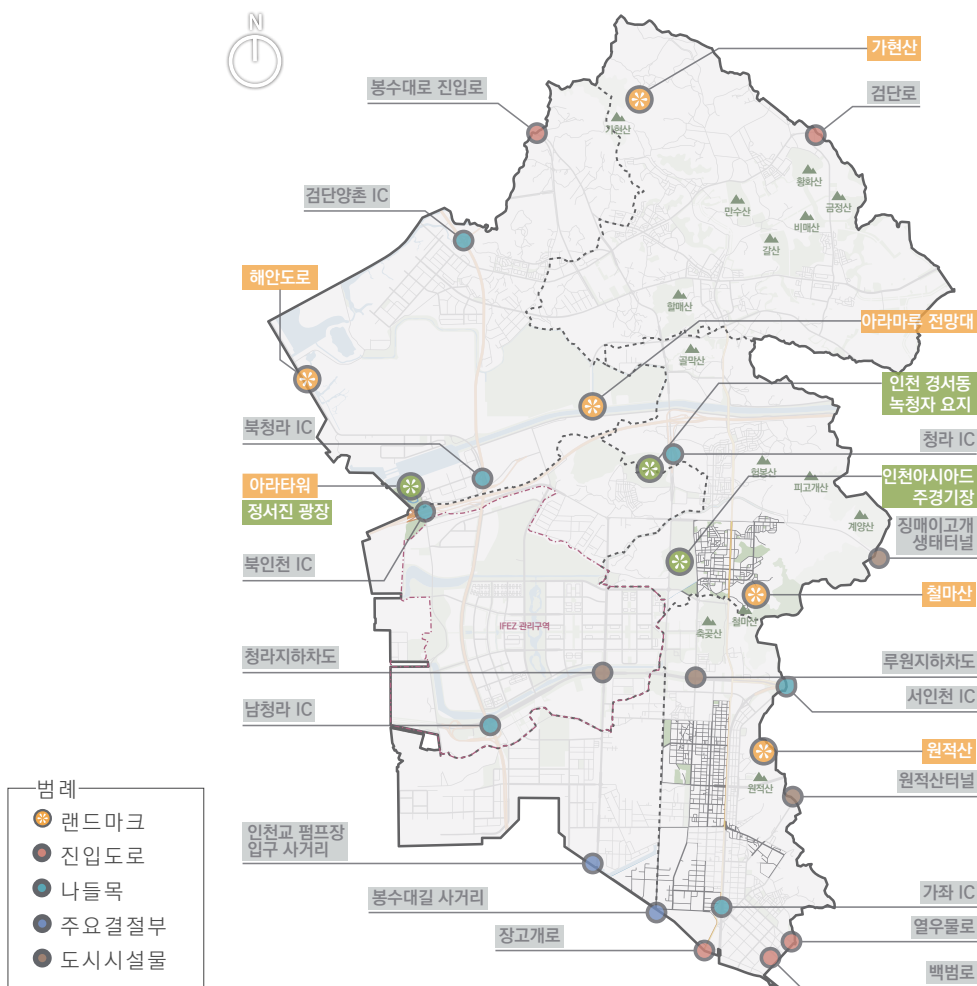 N
가현산
봉수대로 진입로
검단로
가현산
황화산
금정산
만수산
비매산
갈산
검단양촌 IC
해안도로
할매산
아라마루 전망대
골막산
인천 경서동
녹청자 요지
북청라 IC
청라 IC
아라타워
정서진 광장
인천아시아드
주경기장
피고개산
계양산
징매이고개
생태터널
북인천 IC
철마산
철마산
축곶산
IFEZ 관리구역
청라지하차도
루원지하차도
서인천 IC
남청라 IC
원적산
원적산터널
원적산
범례
랜드마크
진입도로
나들목
주요결절부
도시시설물
인천교 펌프장
입구 사거리
봉수대길 사거리
가좌 IC
장고개로
열우물로
백범로